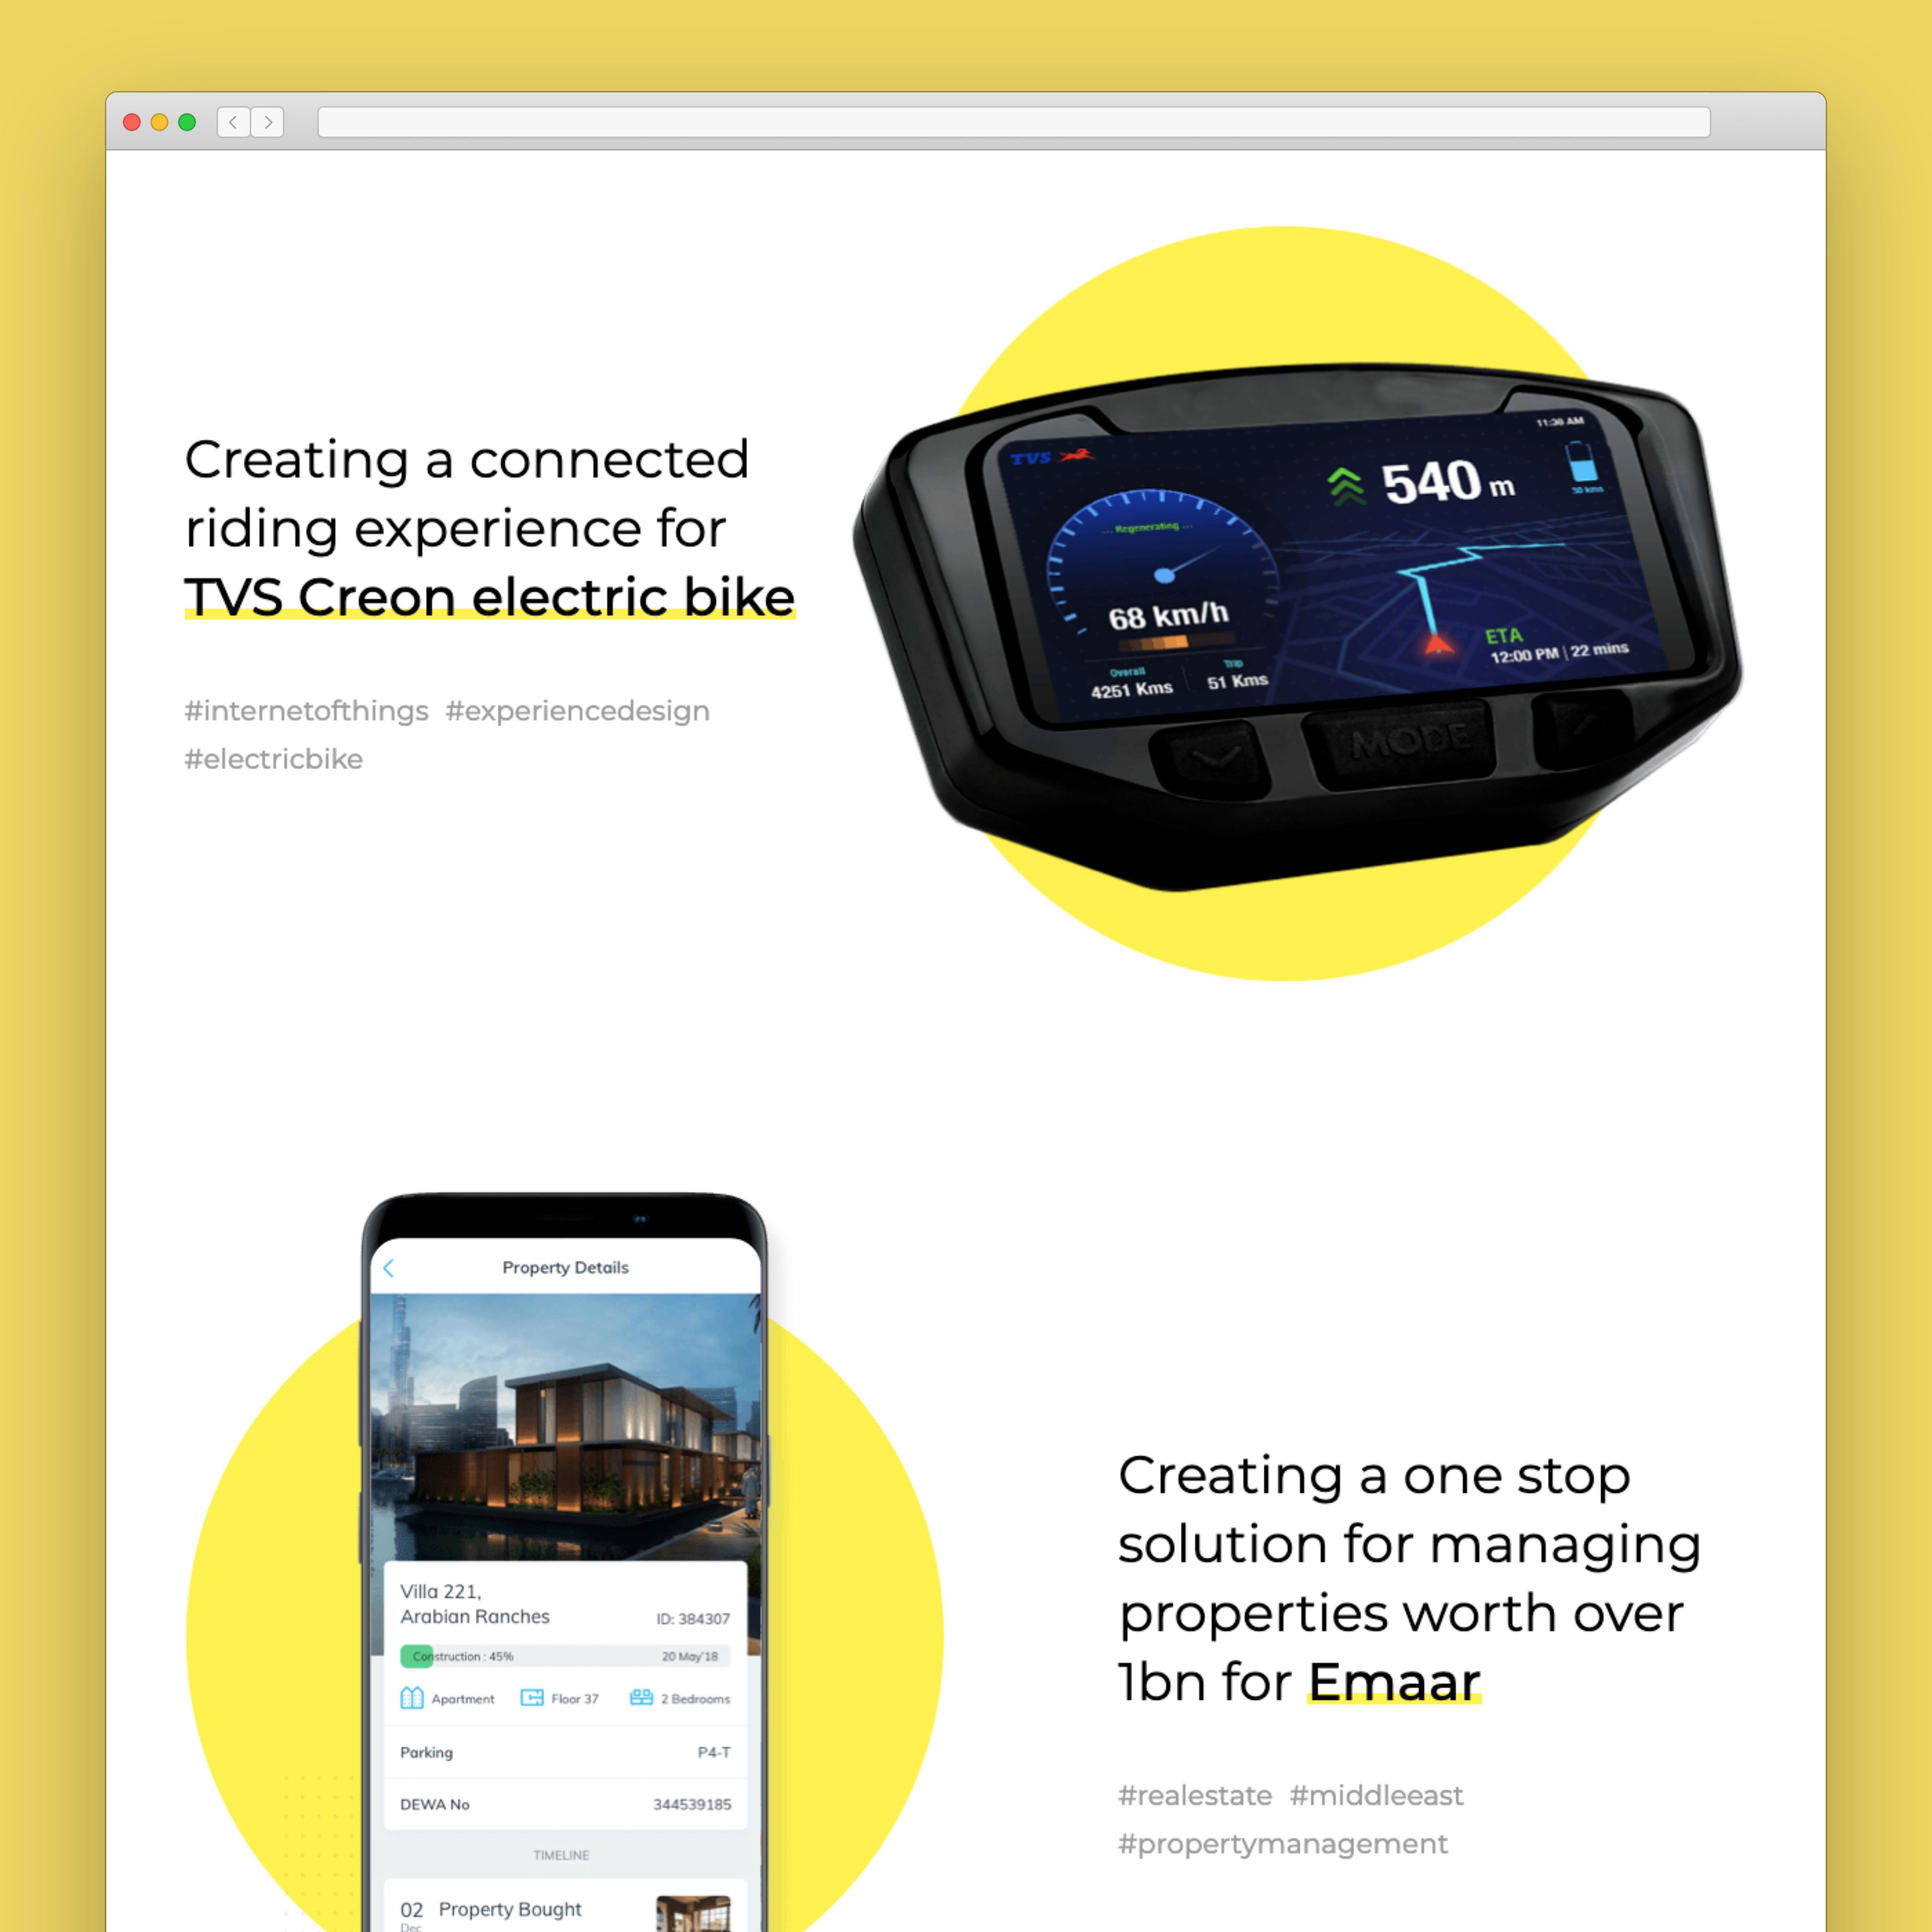 Creating a connected
riding experience for
TVS Creon electric bike
#internetofthings #experiencedesign
#electricbike
TVS
11:36 AM
540 m
30 kms
... Regenerating ...
68 km/h
Overall
4251 Kms
Trip
51 Kms
ETA
12:00 PM | 22 mins
MODE
Property Details
Villa 221,
Arabian Ranches
ID: 384307
Construction : 45%
20 May'18
Apartment
Floor 37
2 Bedrooms
Parking
P4-T
DEWA No
344539185
TIMELINE
02 Property Bought
Dec
Creating a one stop
solution for managing
properties worth over
1bn for Emaar
#realestate #middleeast
#propertymanagement